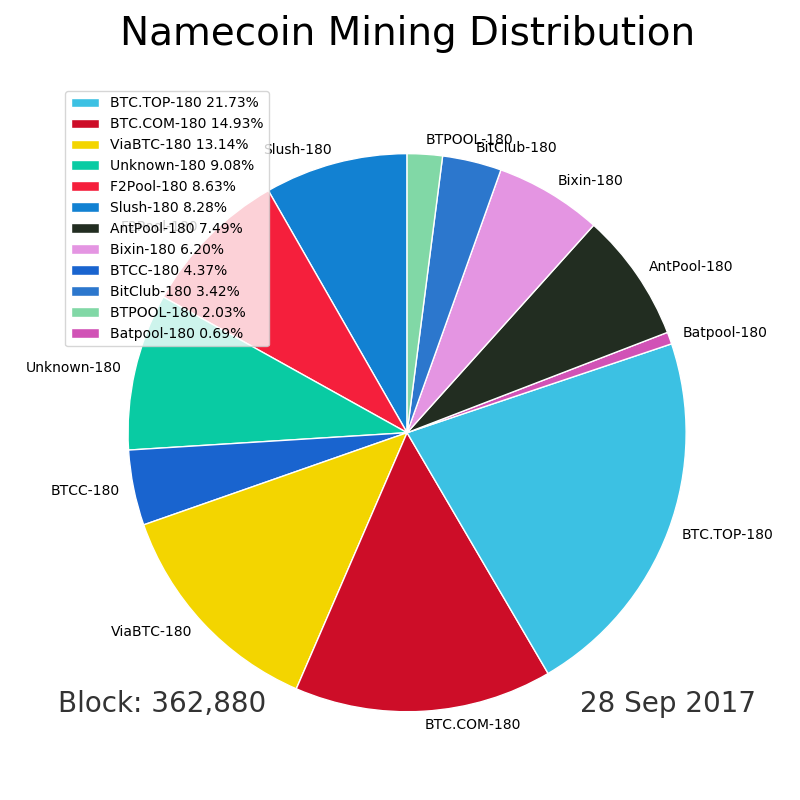 Namecoin Mining Distribution
BTC.TOP-180 21.73%
BTC.COM-180 14.93%
ViaBTC-180 13.14%
Unknown-180 9.08%
F2Pool-180 8.63%
Slush-180 8.28%
AntPool-180 7.49%
Bixin-180 6.20%
BTCC-180 4.37%
BitClub-180 3.42%
BTPOOL-180 2.03%
Batpool-180 0.69%
BTPOOL-180
BitClub-180
Slush-180
Bixin-180
F2Pool-180
AntPool-180
Batpool-180
Unknown-180
BTCC-180
BTC.TOP-180
ViaBTC-180
BTC.COM-180
Block: 362,880
28 Sep 2017